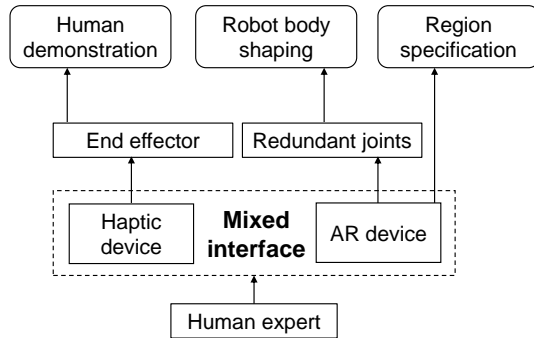 Human
demonstration
Robot body
shaping
Region
specification
End effector
Redundant joints
Haptic
device
Mixed
interface
AR device
Human expert